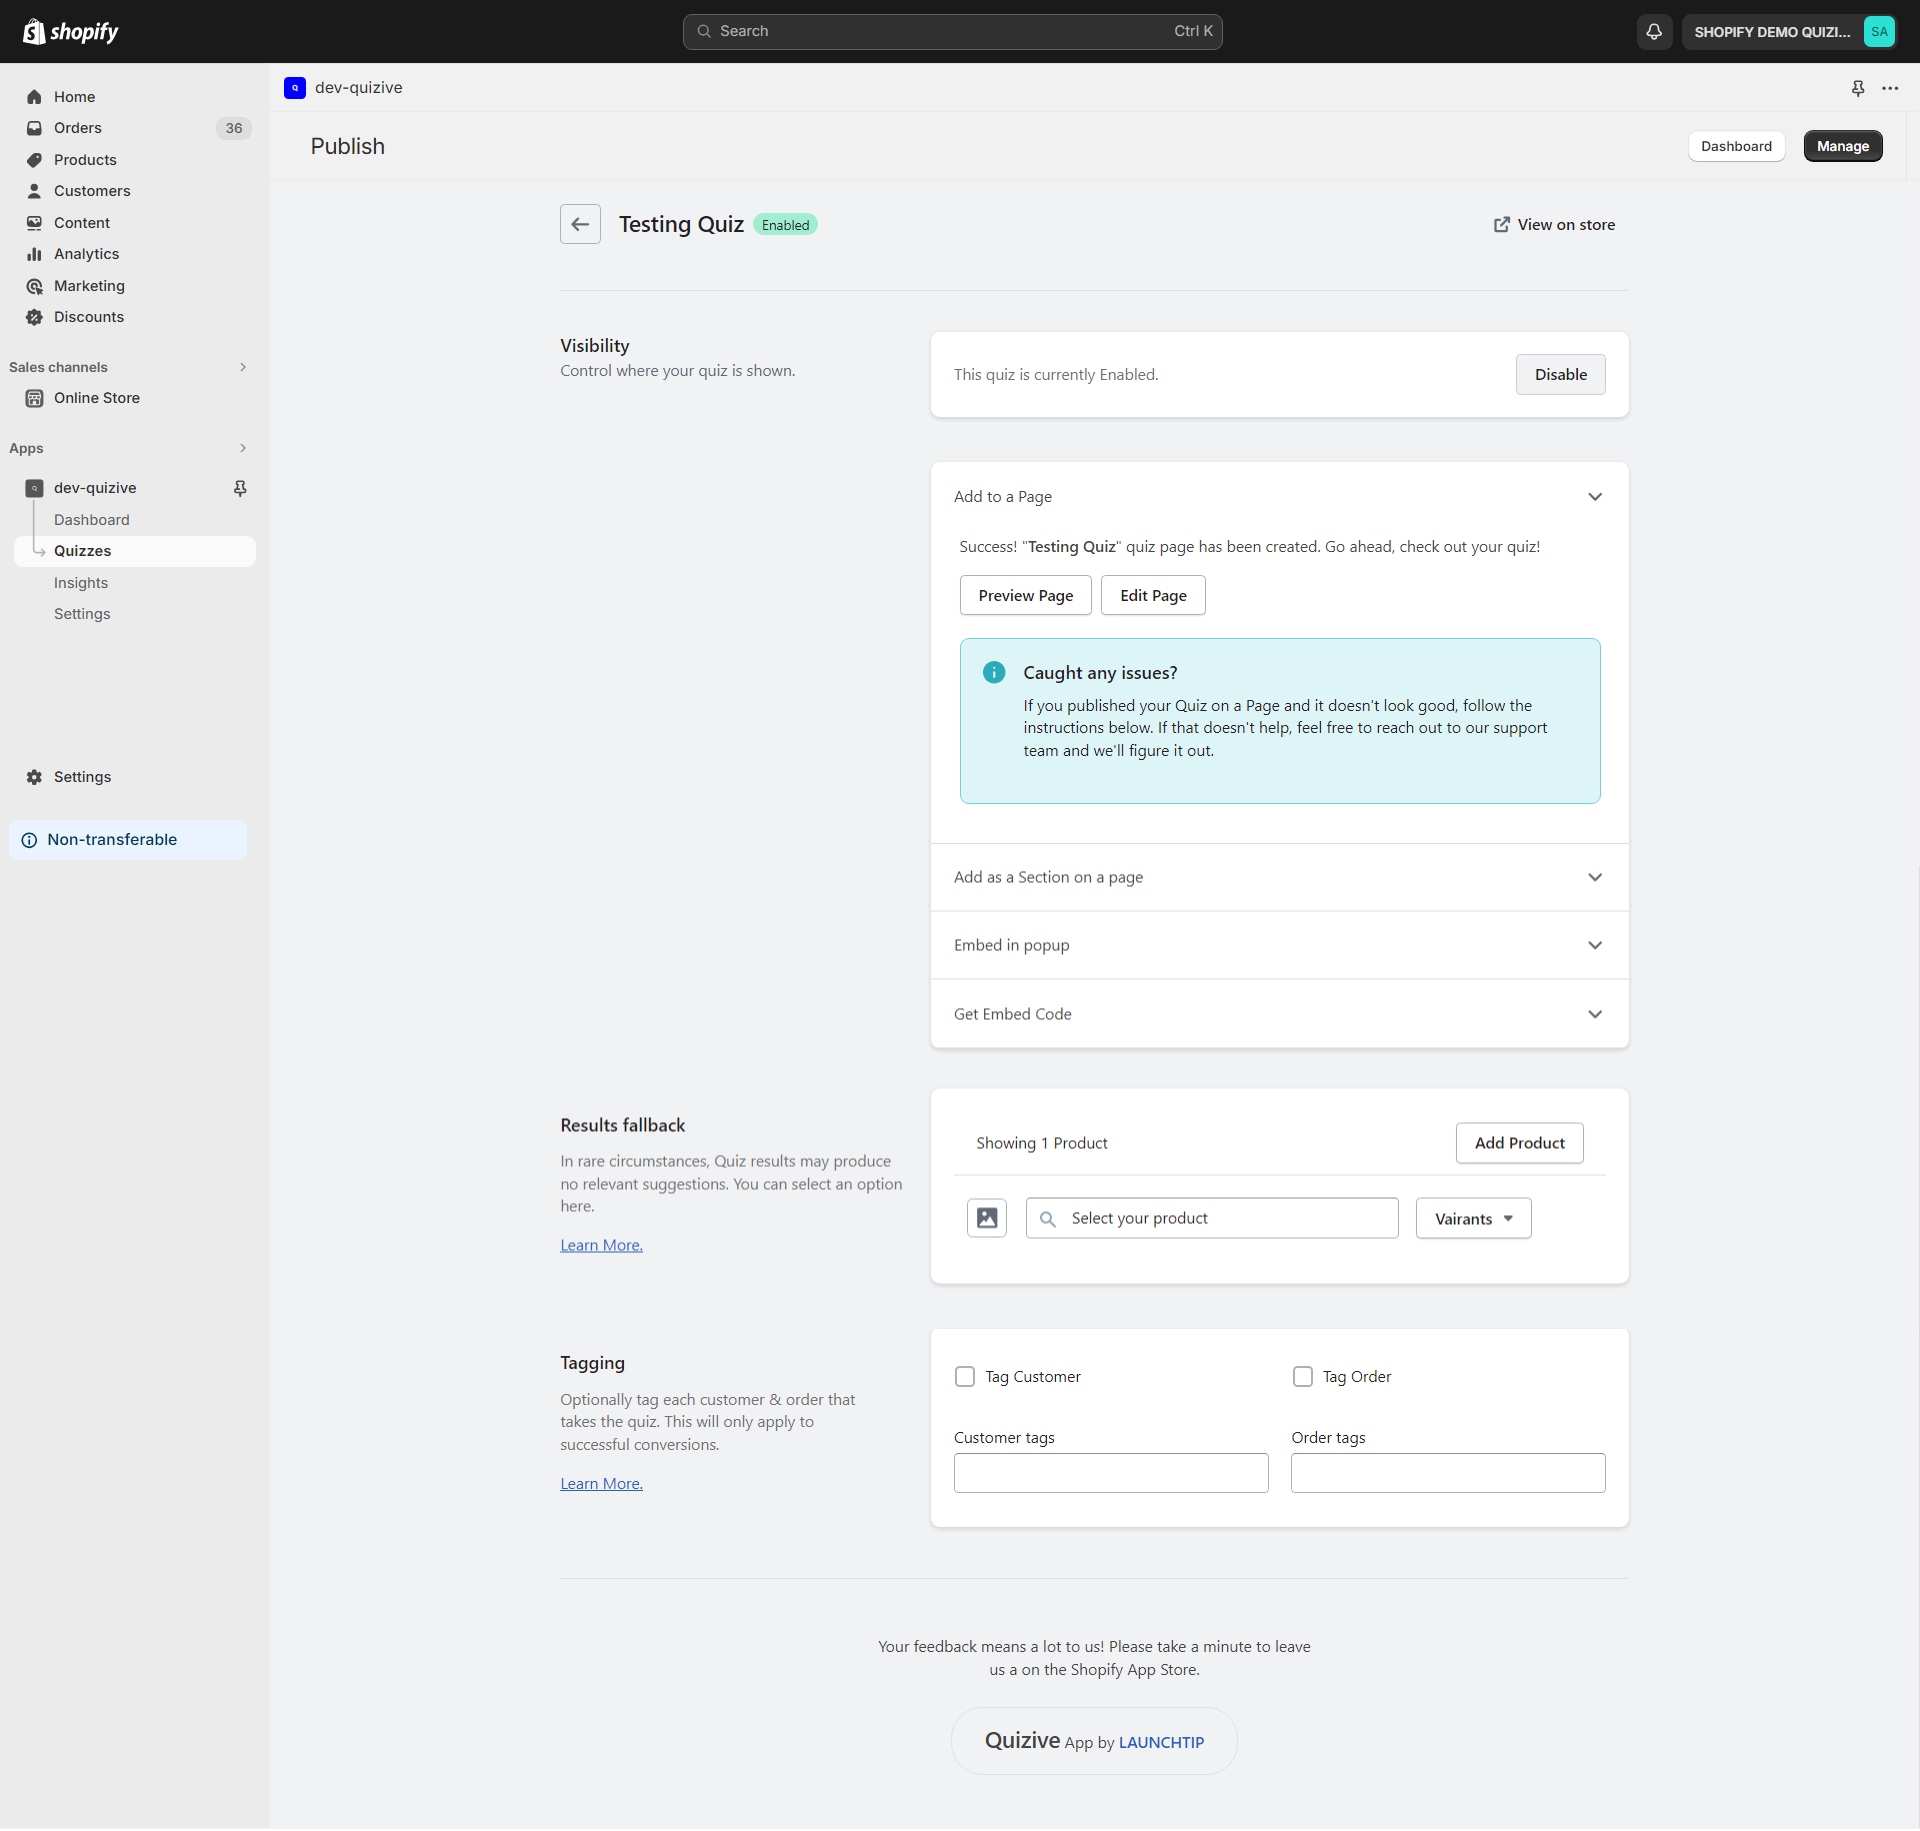 shopify
Search
Ctrl K
SHOPIFY DEMO QUIZI...
SA
Home
Orders
36
Products
Customers
Content
Analytics
Marketing
Discounts
Sales channels
Online Store
Apps
dev-quizive
Dashboard
Quizzes
Insights
Settings
Settings
Non-transferable
dev-quizive
Publish
Dashboard
Manage
Testing Quiz
Enabled
View on store
Visibility
Control where your quiz is shown.
This quiz is currently Enabled.
Disable
Add to a Page
Success! "Testing Quiz" quiz page has been created. Go ahead, check out your quiz!
Preview Page
Edit Page
Caught any issues?
If you published your Quiz on a Page and it doesn't look good, follow the
instructions below. If that doesn't help, feel free to reach out to our support
team and we'll figure it out.
Add as a Section on a page
Embed in popup
Get Embed Code
Results fallback
In rare circumstances, Quiz results may produce
no relevant suggestions. You can select an option
here.
Learn More.
Showing 1 Product
Add Product
Select your product
Vairants
Tagging
Optionally tag each customer & order that
takes the quiz. This will only apply to
successful conversions.
Learn More.
Tag Customer
Tag Order
Customer tags
Order tags
Your feedback means a lot to us! Please take a minute to leave
us a on the Shopify App Store.
Quizive App by LAUNCHTIP